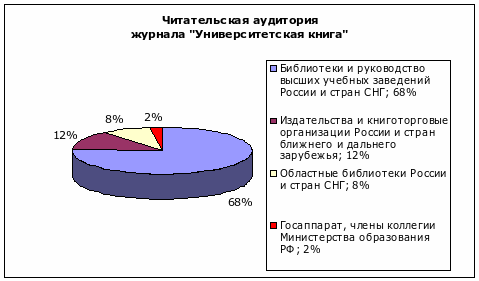 Читательская аудитория
журнала "Университетская книга"
2%
8%
12%
68%
Библиотеки и руководство
высших учебных заведений
России и стран СНГ; 68%
Издательства и книготорговые
организации России и стран
ближнего и дальнего
зарубежья; 12%
Областные библиотеки России
и стран СНГ; 8%
Госаппарат, члены коллегии
Министерства образования
РФ; 2%